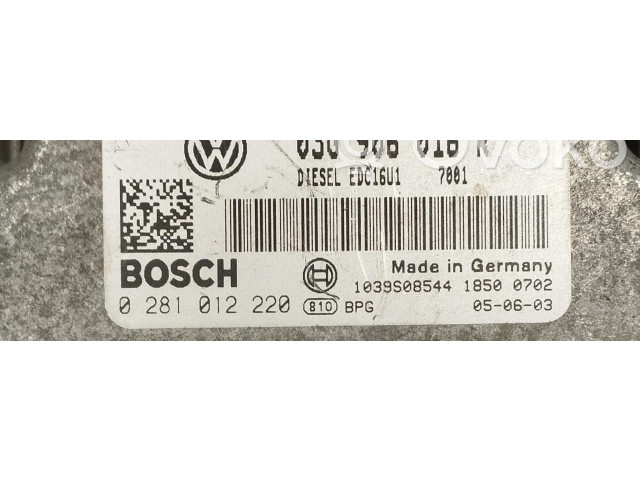 906 016
DIESEL EDC16U1 7001
BOSCH
Made in Germany
1039S08544 1850 0702
0 281 012 220 810 BPG 05-06-03